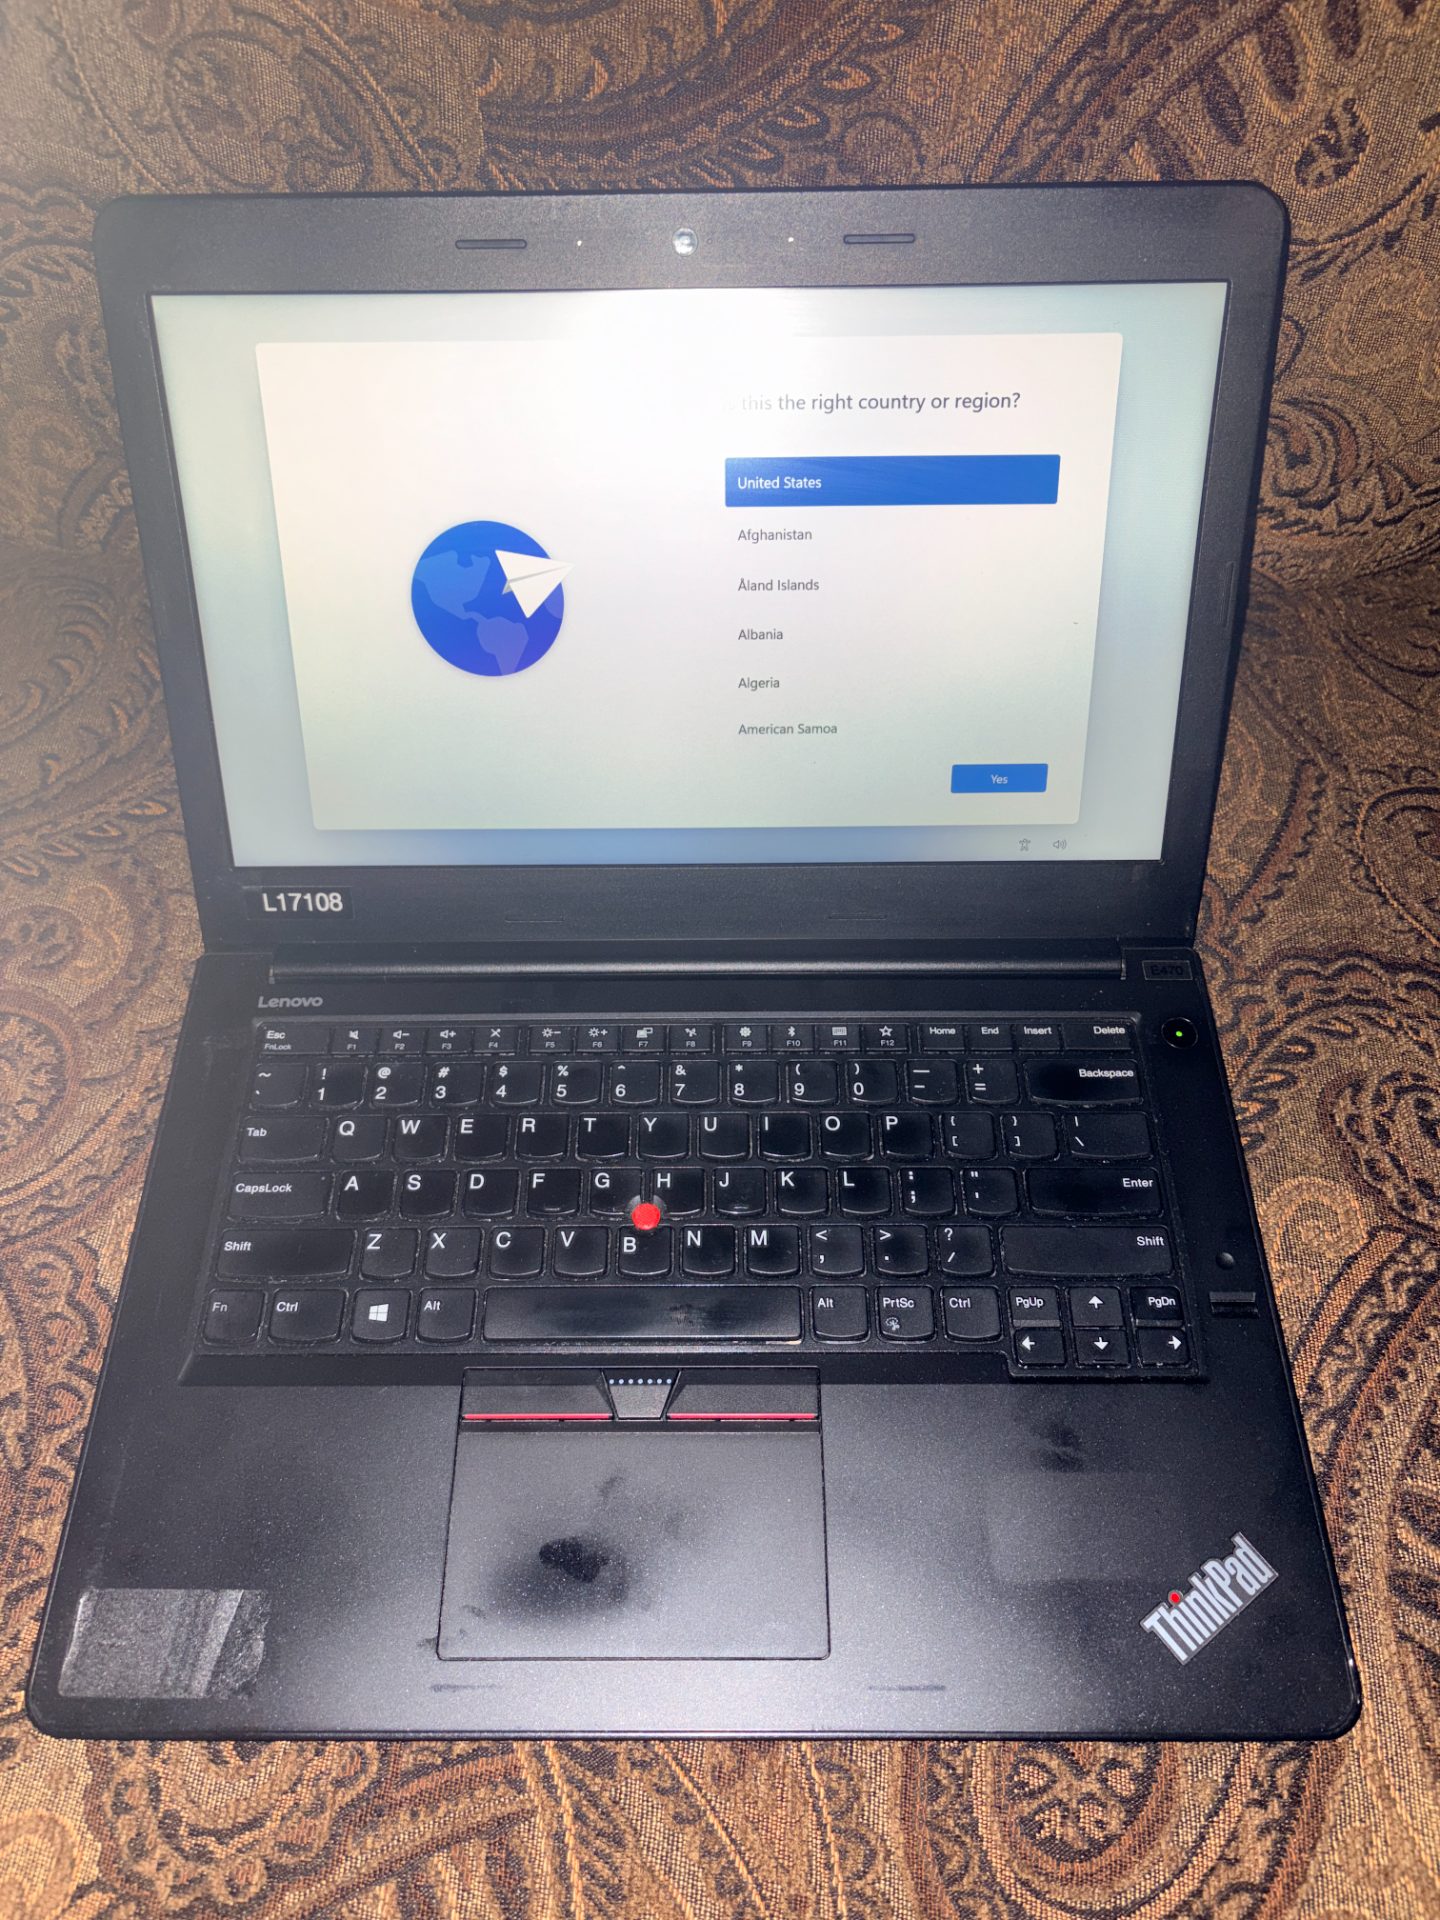 this the right country or region?
United States
Afghanistan
Åland Islands
Albania
Algeria
American Samoa
Yes
L17108
E470
Lenovo
Esc Home End Insert Delete
FnLock F1 F2 F3 F4 F5 F6 F7 F8 F9 F10 F11 F12
~ ! @ # $ % ^ & * ( ) — +
` 1 2 3 4 5 6 7 8 9 0 - = Backspace
Tab Q W E R T Y U I O P { [ } ] | \
CapsLock A S D F G H J K L : ; " ' Enter
Shift Z X C V B N M < , > . ? / Shift
Fn Ctrl Alt Alt PrtSc Ctrl PgUp ↑ PgDn
← ↓ →
ThinkPad